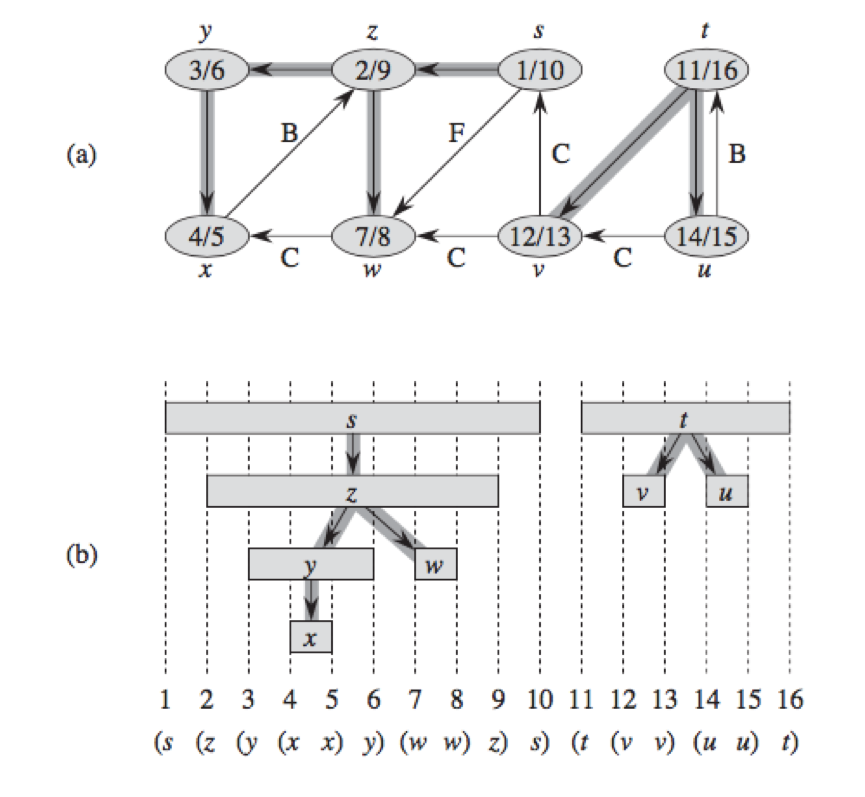 y z s t
3/6 2/9 1/10 11/16
(a) B F C B
4/5 7/8 12/13 14/15
C C C
x w v u
s t
z v u
(b) y w
x
1 2 3 4 5 6 7 8 9 10 11 12 13 14 15 16
(s (z (y (x x) y) (w w) z) s) (t (v v) (u u) t)